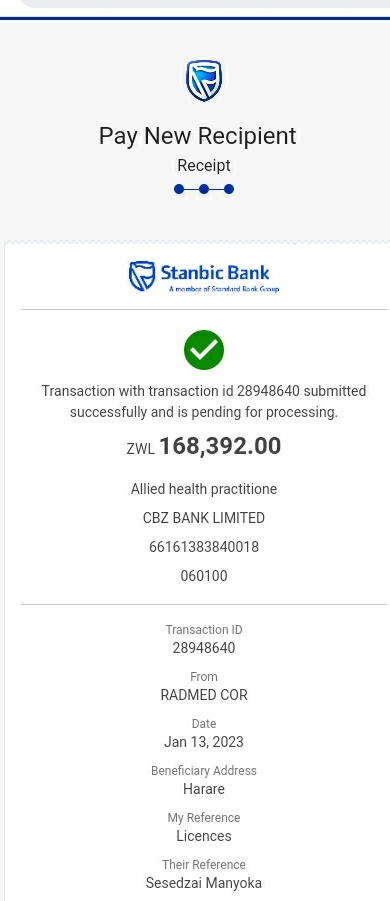 Pay New Recipient
Receipt
Stanbic Bank
A member of Standard Bank Group
Transaction with transaction id 28948640 submitted
successfully and is pending for processing.
ZWL 168,392.00
Allied health practitione
CBZ BANK LIMITED
66161383840018
060100
Transaction ID
28948640
From
RADMED COR
Date
Jan 13, 2023
Beneficiary Address
Harare
My Reference
Licences
Their Reference
Sesedzai Manyoka